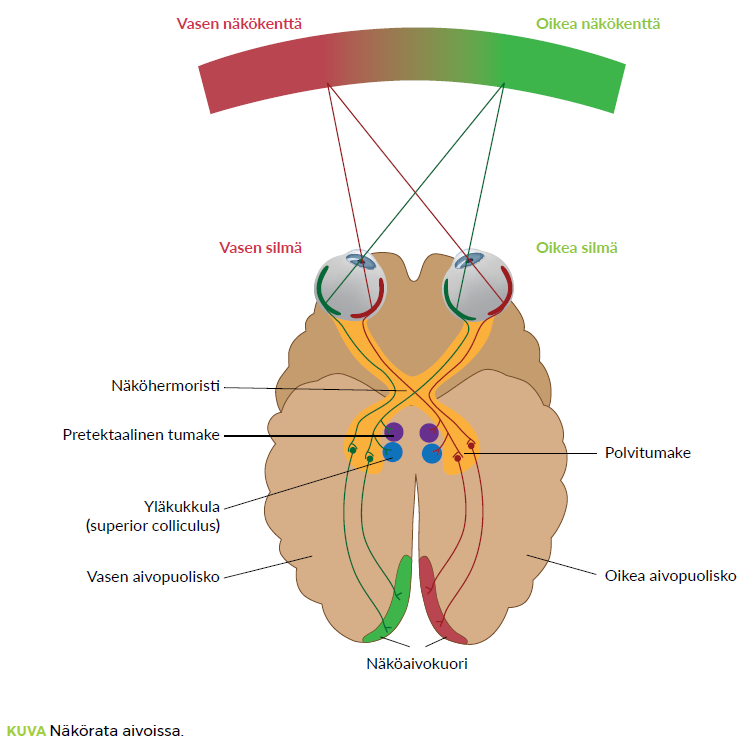 Vasen näkökenttä
Oikea näkökenttä
Vasen silmä
Oikea silmä
Näköhermoristi
Pretektaalinen tumake
Polvitumake
Yläkukkula
(superior colliculus)
Vasen aivopuolisko
Oikea aivopuolisko
Näköaivokuori
KUVA Näkörata aivoissa.